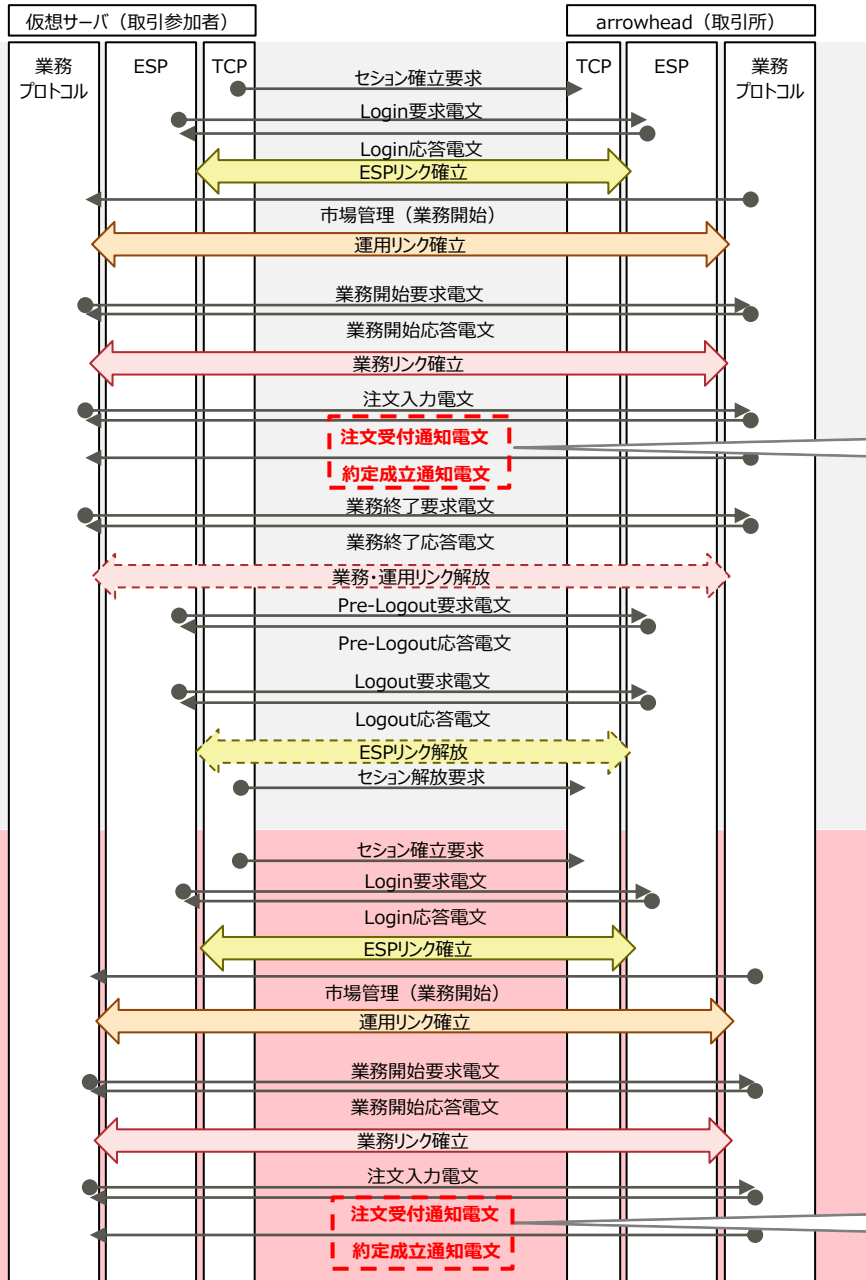 仮想サーバ（取引参加者）
arrowhead（取引所）
業務
プロトコル
ESP
TCP
TCP
ESP
業務
プロトコル
セション確立要求
Login要求電文
Login応答電文
ESPリンク確立
市場管理（業務開始）
運用リンク確立
業務開始要求電文
業務開始応答電文
業務リンク確立
注文入力電文
注文受付通知電文
約定成立通知電文
業務終了要求電文
業務終了応答電文
業務・運用リンク解放
Pre-Logout要求電文
Pre-Logout応答電文
Logout要求電文
Logout応答電文
ESPリンク解放
セション解放要求
セション確立要求
Login要求電文
Login応答電文
ESPリンク確立
市場管理（業務開始）
運用リンク確立
業務開始要求電文
業務開始応答電文
業務リンク確立
注文入力電文
注文受付通知電文
約定成立通知電文